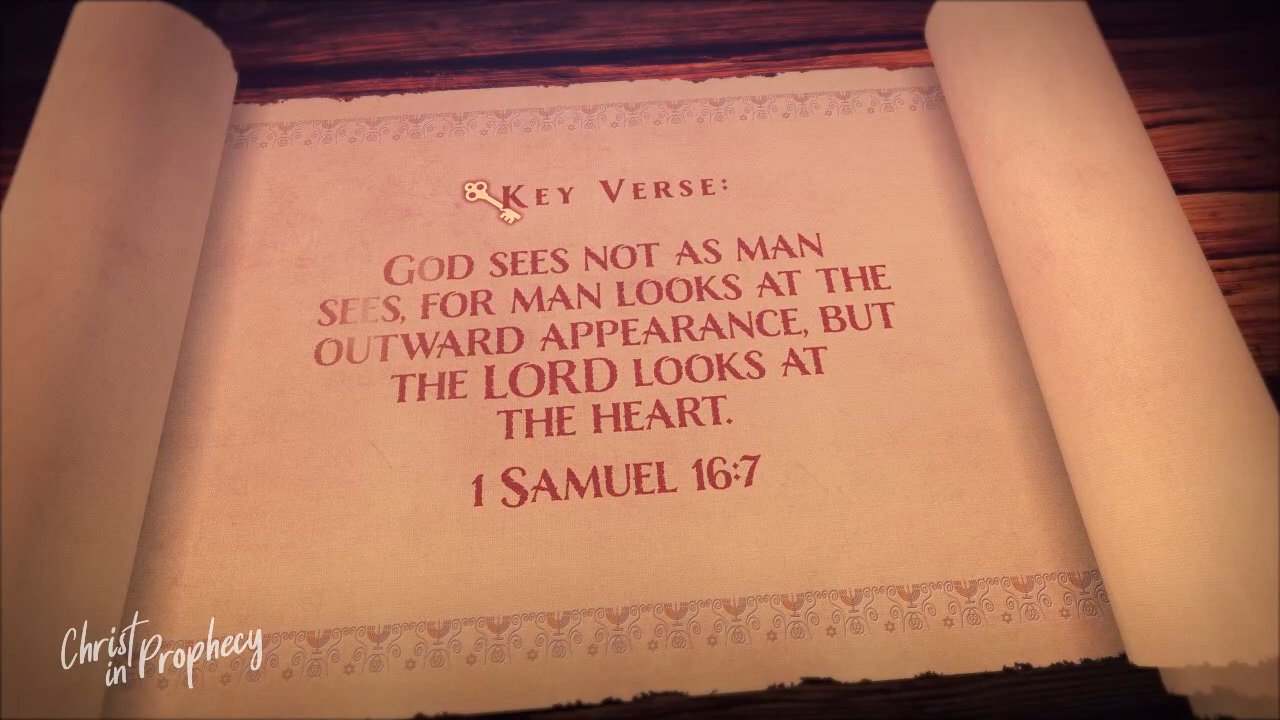 Key Verse:
God sees not as man
sees, for man looks at the
outward appearance, but
the LORD looks at
the heart.
1 Samuel 16:7
Christ
in Prophecy